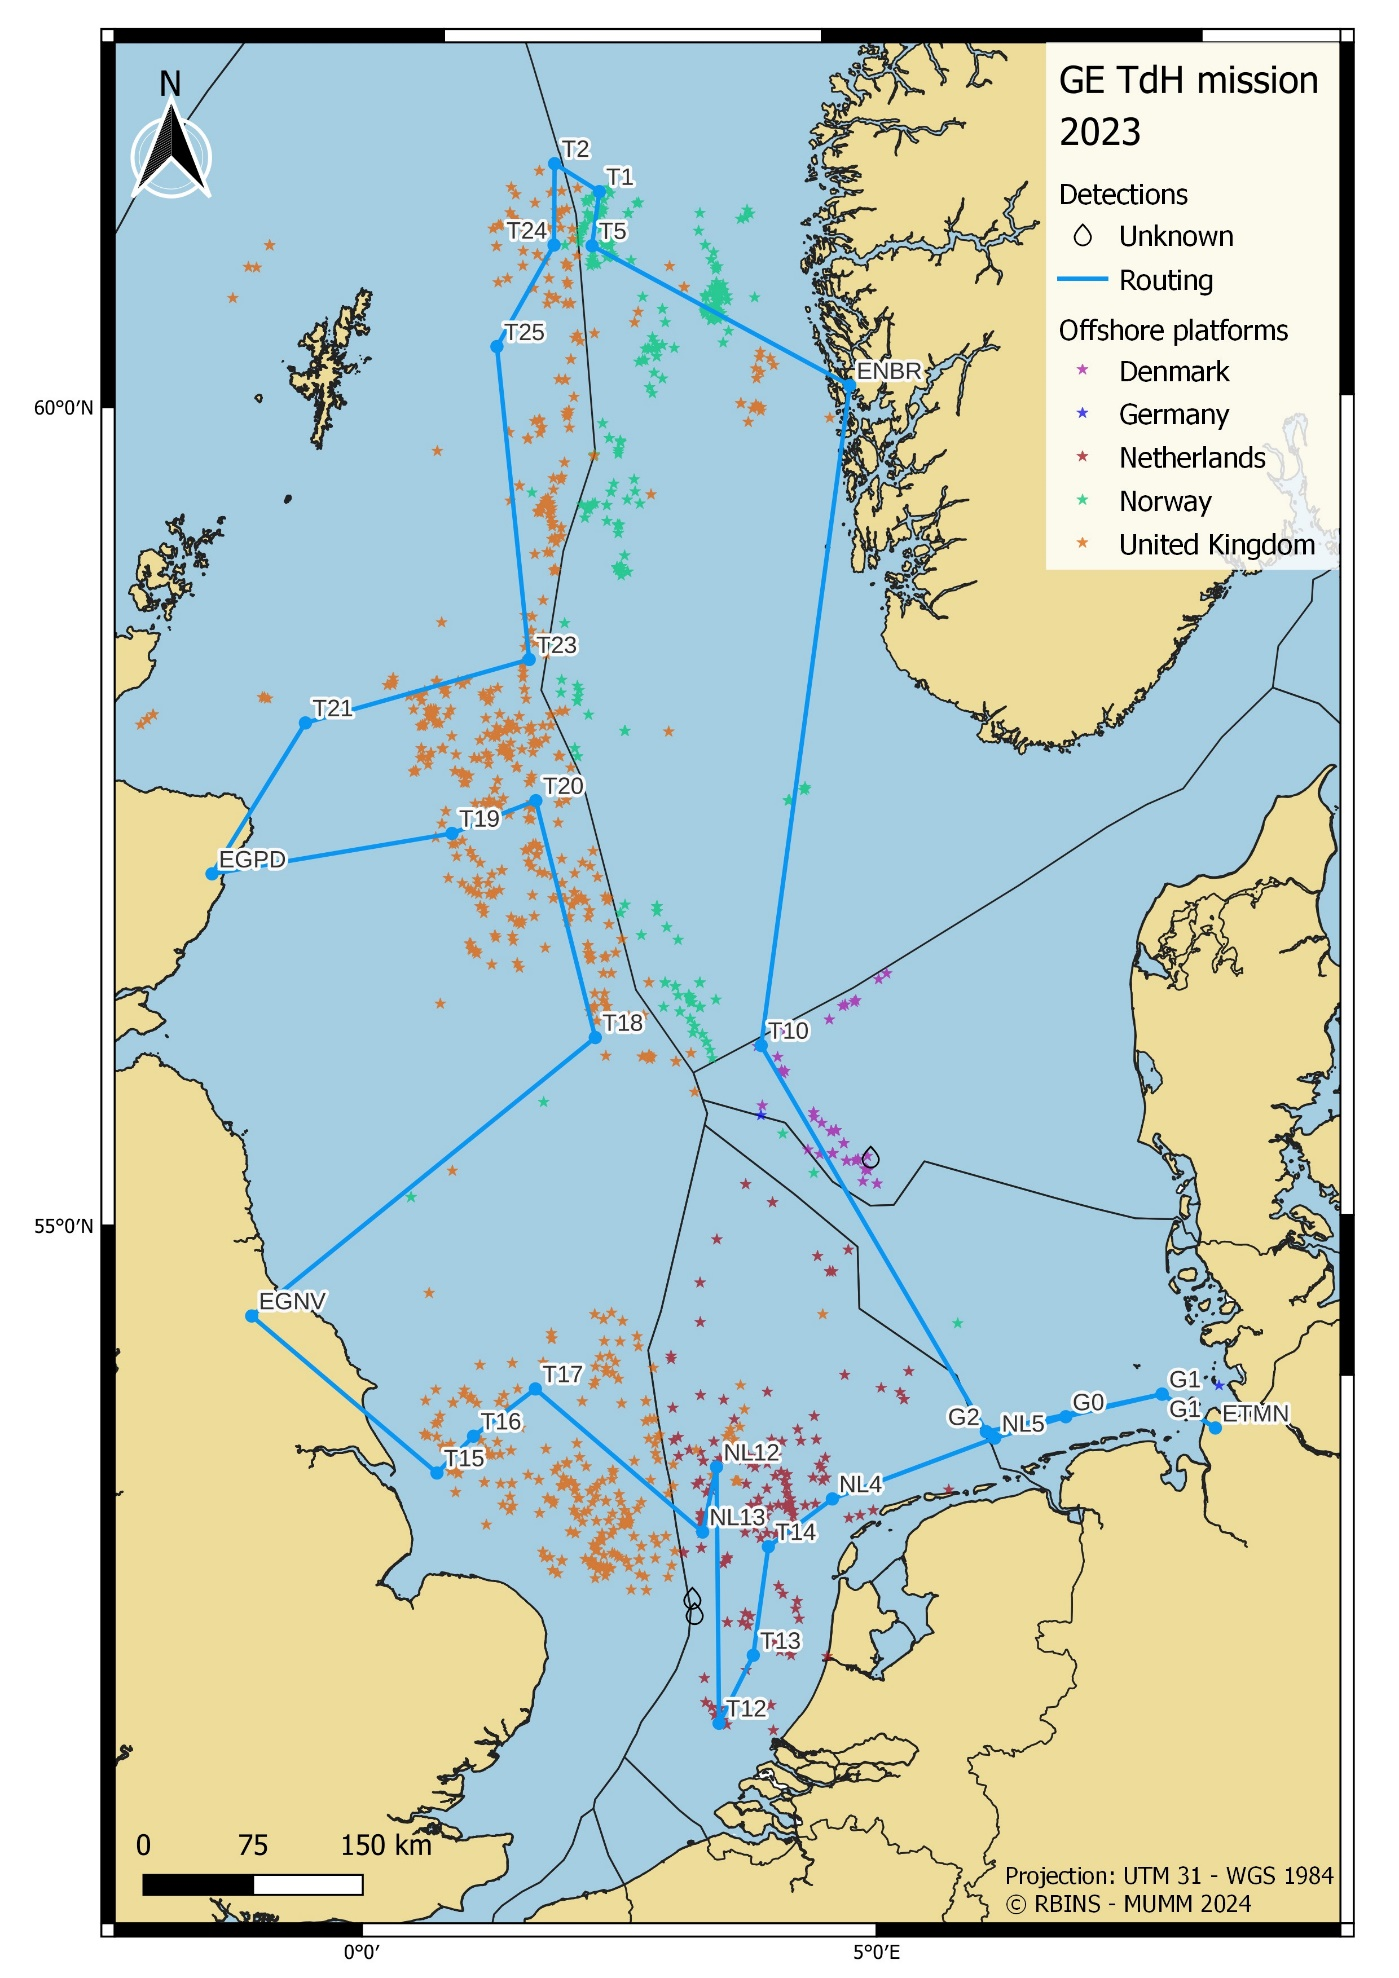 GE TdH mission
2023
N
Detections
Unknown
Routing
Offshore platforms
Denmark
Germany
Netherlands
Norway
United Kingdom
T2
T1
T24
T5
T25
ENBR
60°0'N
T23
T21
T20
T19
EGPD
T18
T10
55°0'N
EGNV
T17
G1
G0
G1
ETMN
G2
NL5
T16
T15
NL12
NL4
NL13
T14
T13
T12
0 75 150 km
Projection: UTM 31 - WGS 1984
© RBINS - MUMM 2024
0°0'
5°0'E